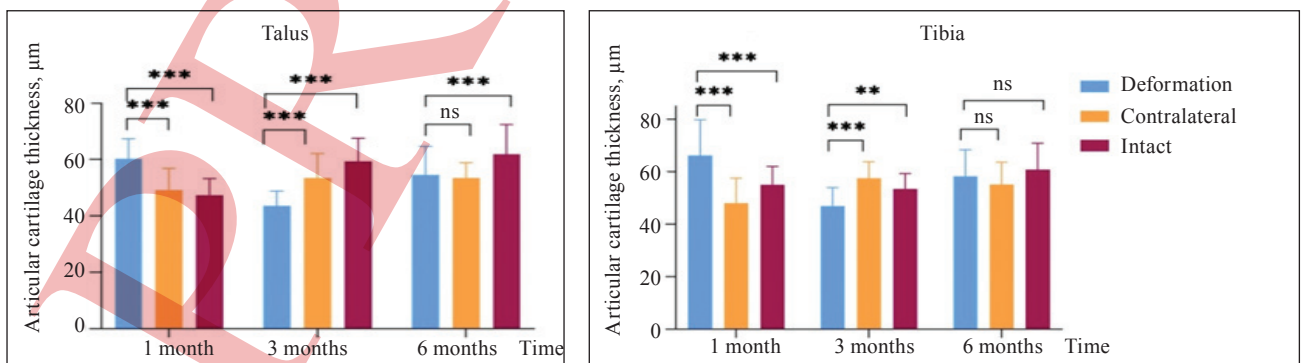 Talus
Articular cartilage thickness, μm
80
60
40
20
0
*** *** ***
*** *** ns
1 month 3 months 6 months Time
Tibia
Articular cartilage thickness, μm
80
60
40
20
0
*** ** ns
*** *** ns
1 month 3 months 6 months Time
Deformation
Contralateral
Intact
PR